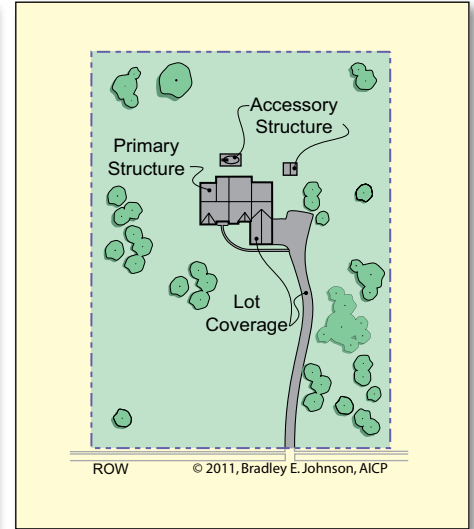 Accessory
Structure
Primary
Structure
Lot
Coverage
ROW
© 2011, Bradley E. Johnson, AICP